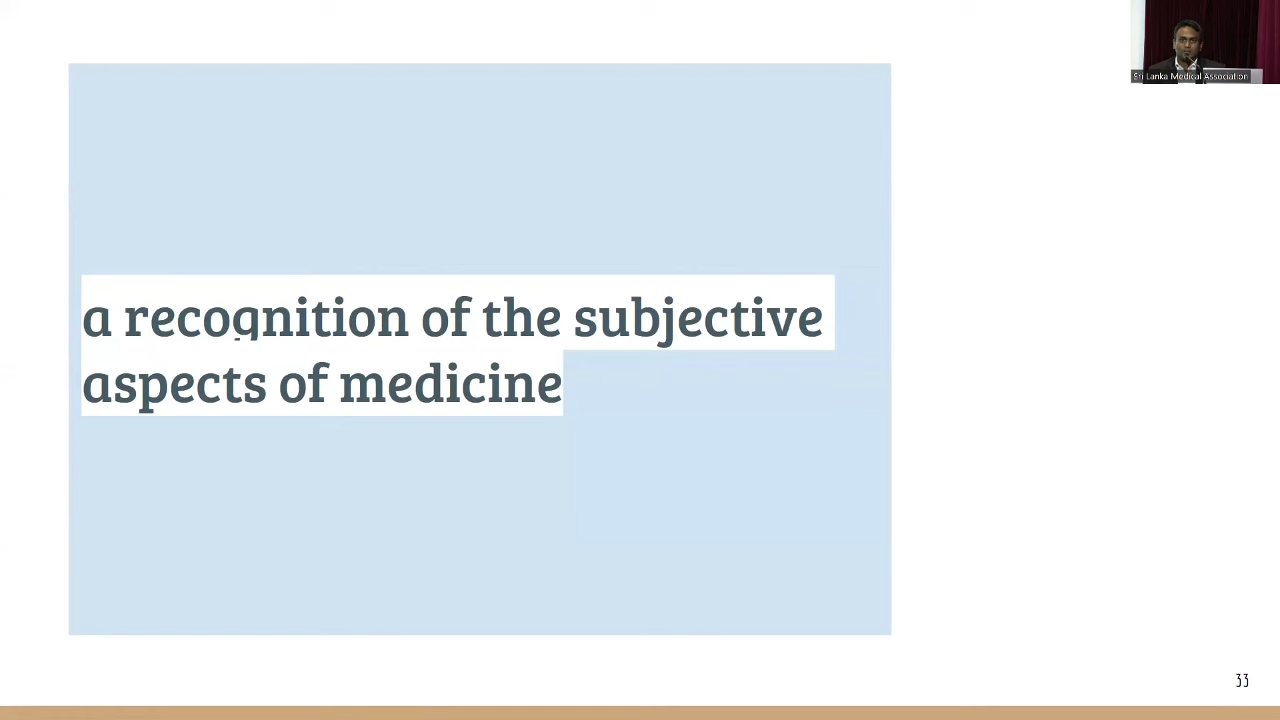 Sri Lanka Medical Association
a recognition of the subjective
aspects of medicine
33